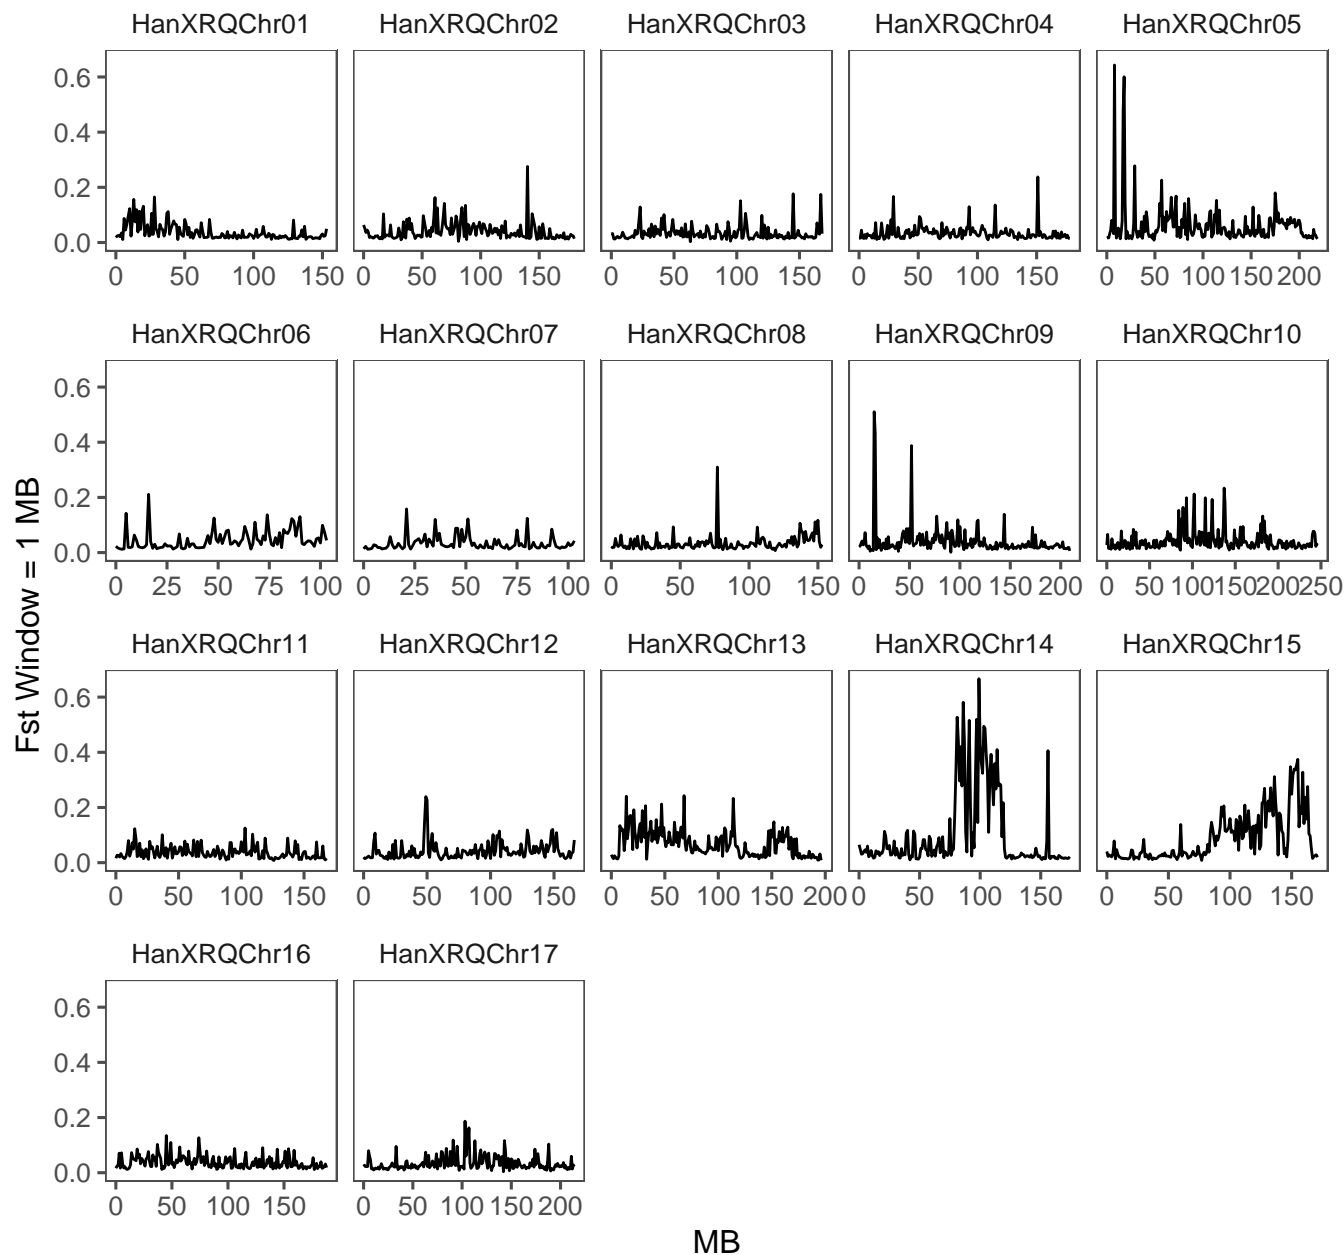 HanXRQChr01 HanXRQChr02 HanXRQChr03 HanXRQChr04 HanXRQChr05
0.6
0.4
0.2
0.0
0 50 100 150 0 50 100 150 0 50 100 150 0 50 100 150 0 50 100 150 200
HanXRQChr06 HanXRQChr07 HanXRQChr08 HanXRQChr09 HanXRQChr10
0.6
0.4
0.2
0.0
0 25 50 75 100 0 25 50 75 100 0 50 100 150 0 50 100 150 200 0 50 100 150 200 250
Fst Window = 1 MB
HanXRQChr11 HanXRQChr12 HanXRQChr13 HanXRQChr14 HanXRQChr15
0.6
0.4
0.2
0.0
0 50 100 150 0 50 100 150 0 50 100 150 200 0 50 100 150 0 50 100 150
HanXRQChr16 HanXRQChr17
0.6
0.4
0.2
0.0
0 50 100 150 0 50 100 150 200
MB